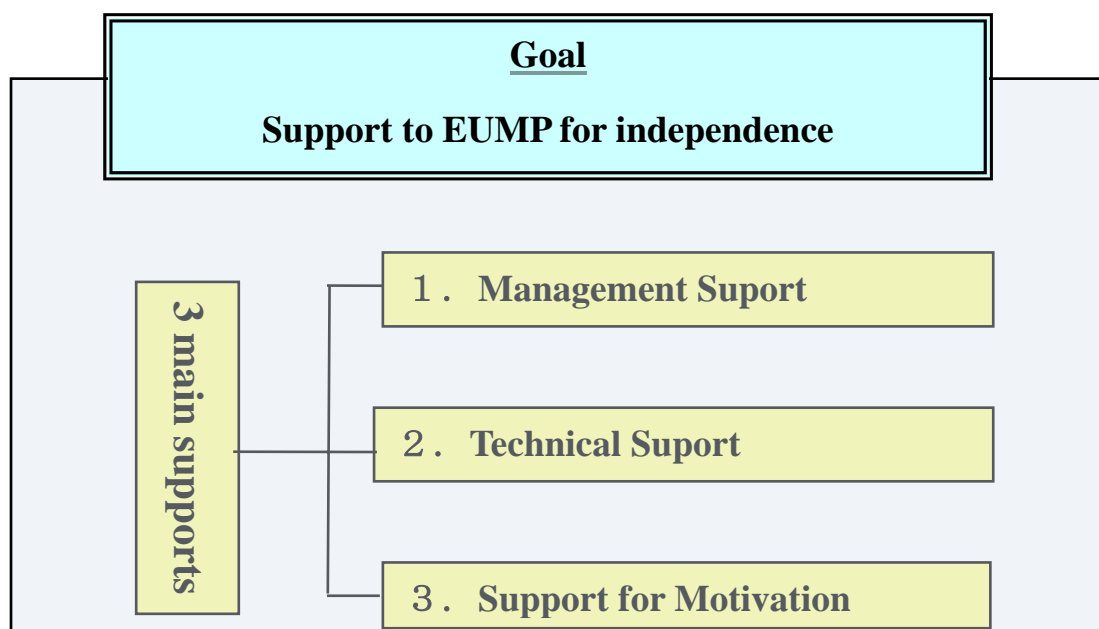 Goal
Support to EUMP for independence
3 main supports
１．Management Suport
２．Technical Suport
３．Support for Motivation